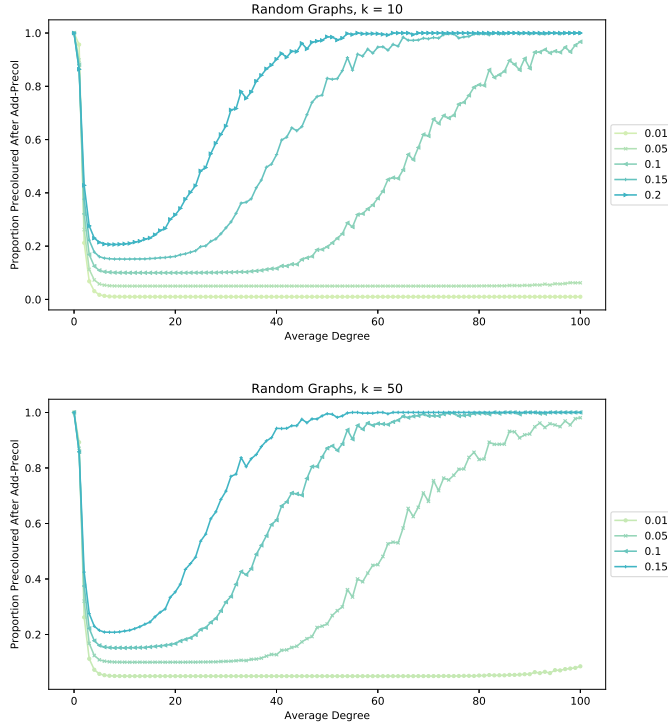 Random Graphs, k = 10
Proportion Precoloured After Add-Precol
1.0
0.8
0.6
0.4
0.2
0.0
0 20 40 60 80 100
Average Degree
0.01
0.05
0.1
0.15
0.2
Random Graphs, k = 50
Proportion Precoloured After Add-Precol
1.0
0.8
0.6
0.4
0.2
0 20 40 60 80 100
Average Degree
0.01
0.05
0.1
0.15